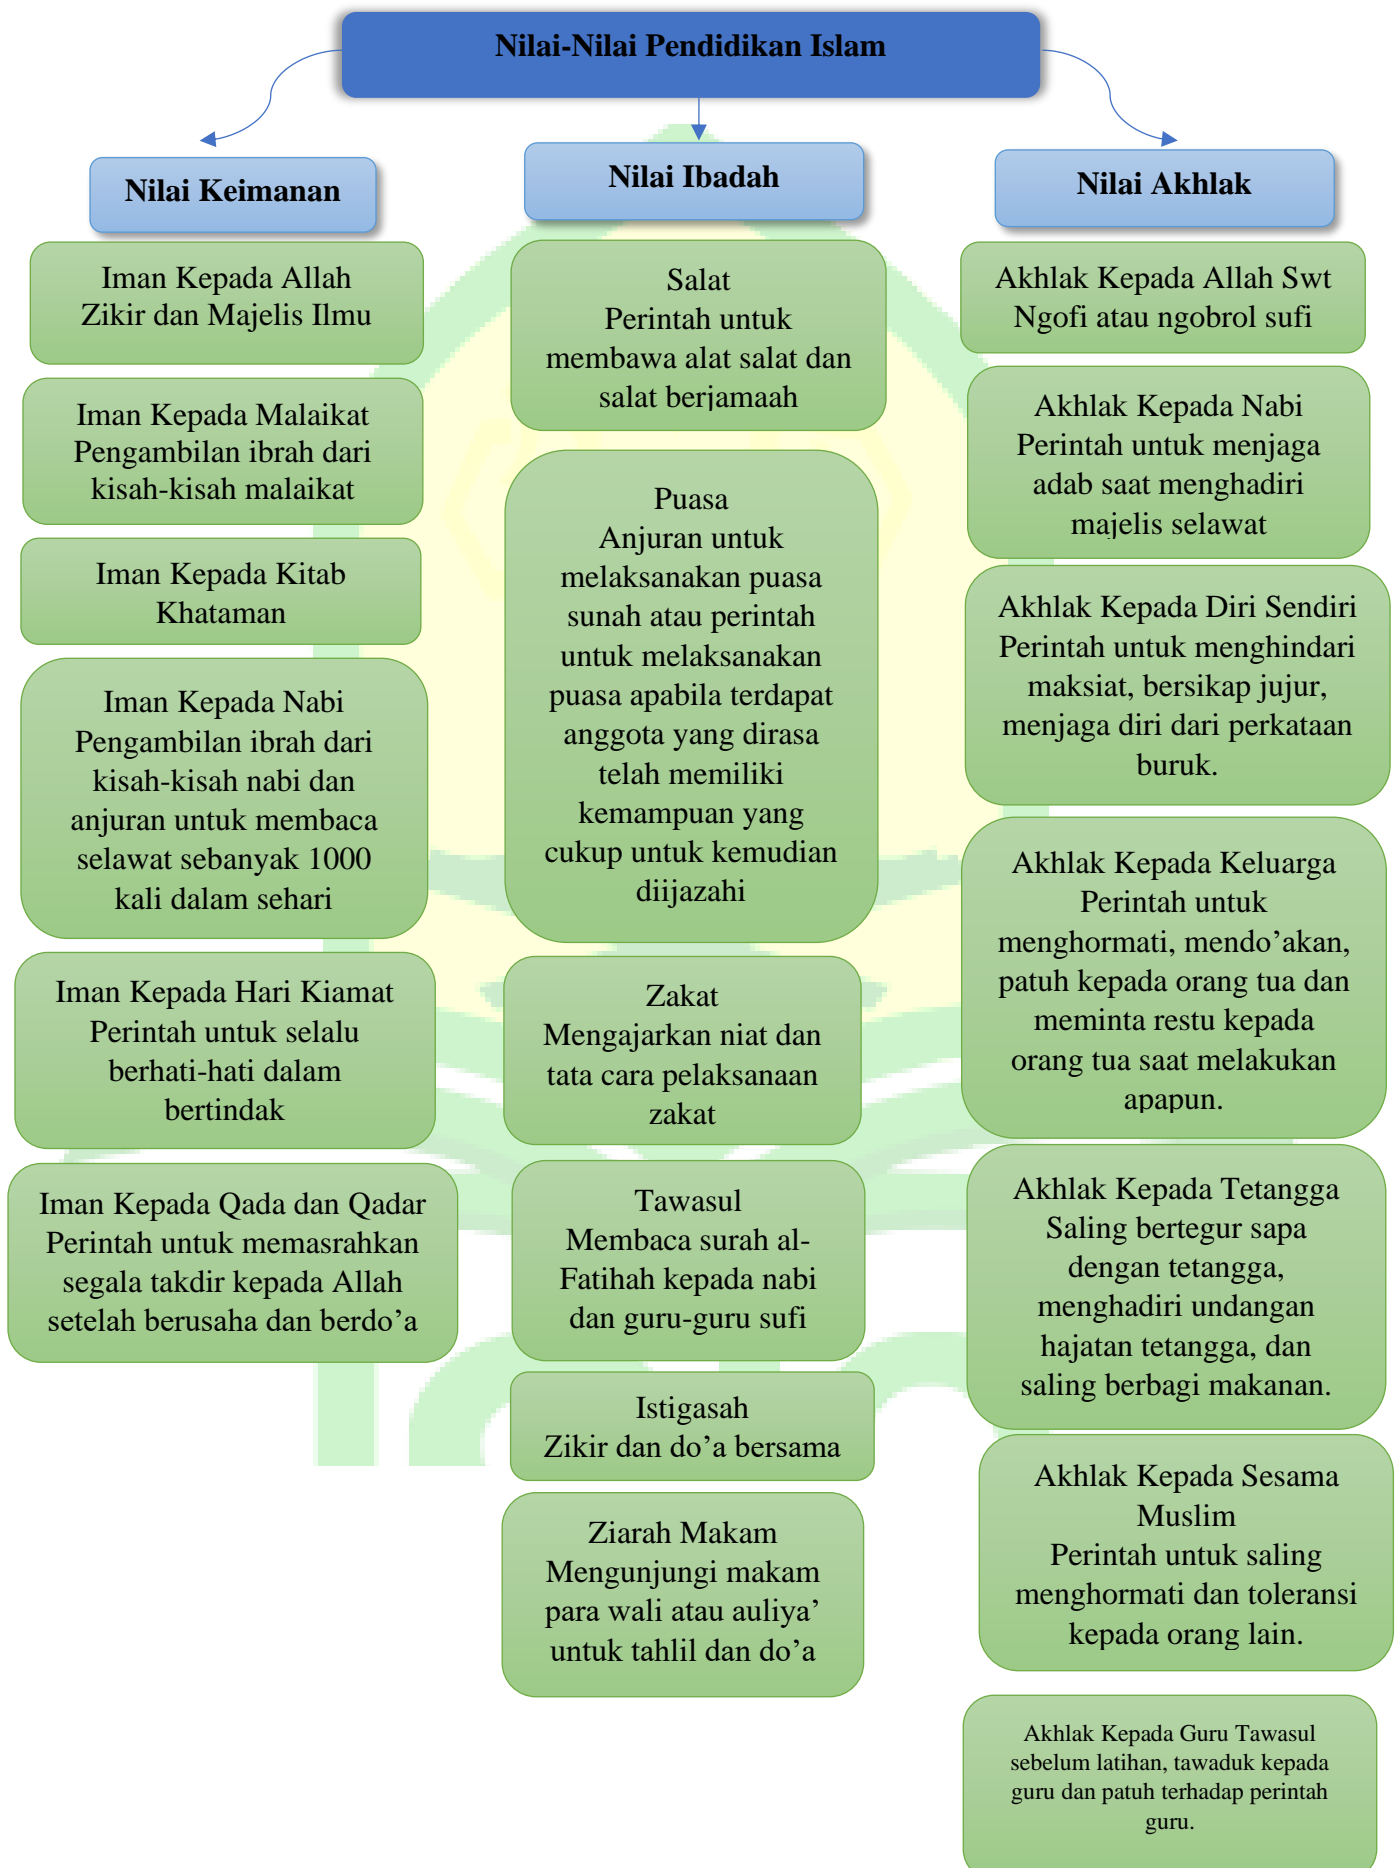 Nilai-Nilai Pendidikan Islam
Nilai Keimanan
Iman Kepada Allah
Zikir dan Majelis Ilmu
Iman Kepada Malaikat
Pengambilan ibrah dari
kisah-kisah malaikat
Iman Kepada Kitab
Khataman
Iman Kepada Nabi
Pengambilan ibrah dari
kisah-kisah nabi dan
anjuran untuk membaca
selawat sebanyak 1000
kali dalam sehari
Iman Kepada Hari Kiamat
Perintah untuk selalu
berhati-hati dalam
bertindak
Iman Kepada Qada dan Qadar
Perintah untuk memasrahkan
segala takdir kepada Allah
setelah berusaha dan berdo’a
Nilai Ibadah
Salat
Perintah untuk
membawa alat salat dan
salat berjamaah
Puasa
Anjuran untuk
melaksanakan puasa
sunah atau perintah
untuk melaksanakan
puasa apabila terdapat
anggota yang dirasa
telah memiliki
kemampuan yang
cukup untuk kemudian
diijazahi
Zakat
Mengajarkan niat dan
tata cara pelaksanaan
zakat
Tawasul
Membaca surah al-
Fatihah kepada nabi
dan guru-guru sufi
Istigasah
Zikir dan do’a bersama
Ziarah Makam
Mengunjungi makam
para wali atau auliya’
untuk tahlil dan do’a
Nilai Akhlak
Akhlak Kepada Allah Swt
Ngofi atau ngobrol sufi
Akhlak Kepada Nabi
Perintah untuk menjaga
adab saat menghadiri
majelis selawat
Akhlak Kepada Diri Sendiri
Perintah untuk menghindari
maksiat, bersikap jujur,
menjaga diri dari perkataan
buruk.
Akhlak Kepada Keluarga
Perintah untuk
menghormati, mendo’akan,
patuh kepada orang tua dan
meminta restu kepada
orang tua saat melakukan
apapun.
Akhlak Kepada Tetangga
Saling bertegur sapa
dengan tetangga,
menghadiri undangan
hajatan tetangga, dan
saling berbagi makanan.
Akhlak Kepada Sesama
Muslim
Perintah untuk saling
menghormati dan toleransi
kepada orang lain.
Akhlak Kepada Guru Tawasul
sebelum latihan, tawaduk kepada
guru dan patuh terhadap perintah
guru.